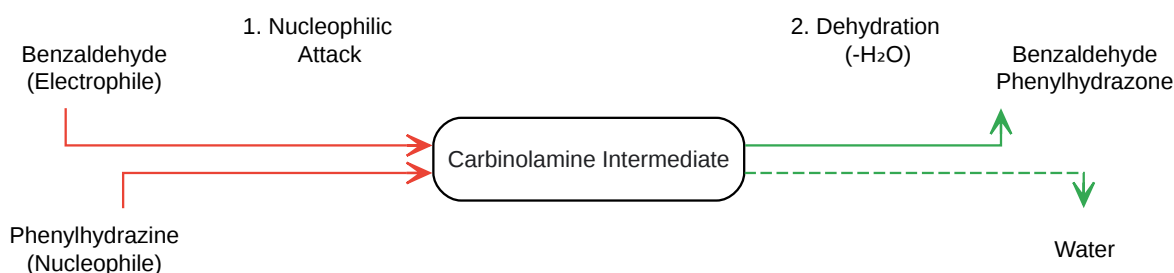 1. Nucleophilic
Attack
2. Dehydration
(-H₂O)
Benzaldehyde
(Electrophile)
Benzaldehyde
Phenylhydrazone
Carbinolamine Intermediate
Phenylhydrazine
(Nucleophile)
Water